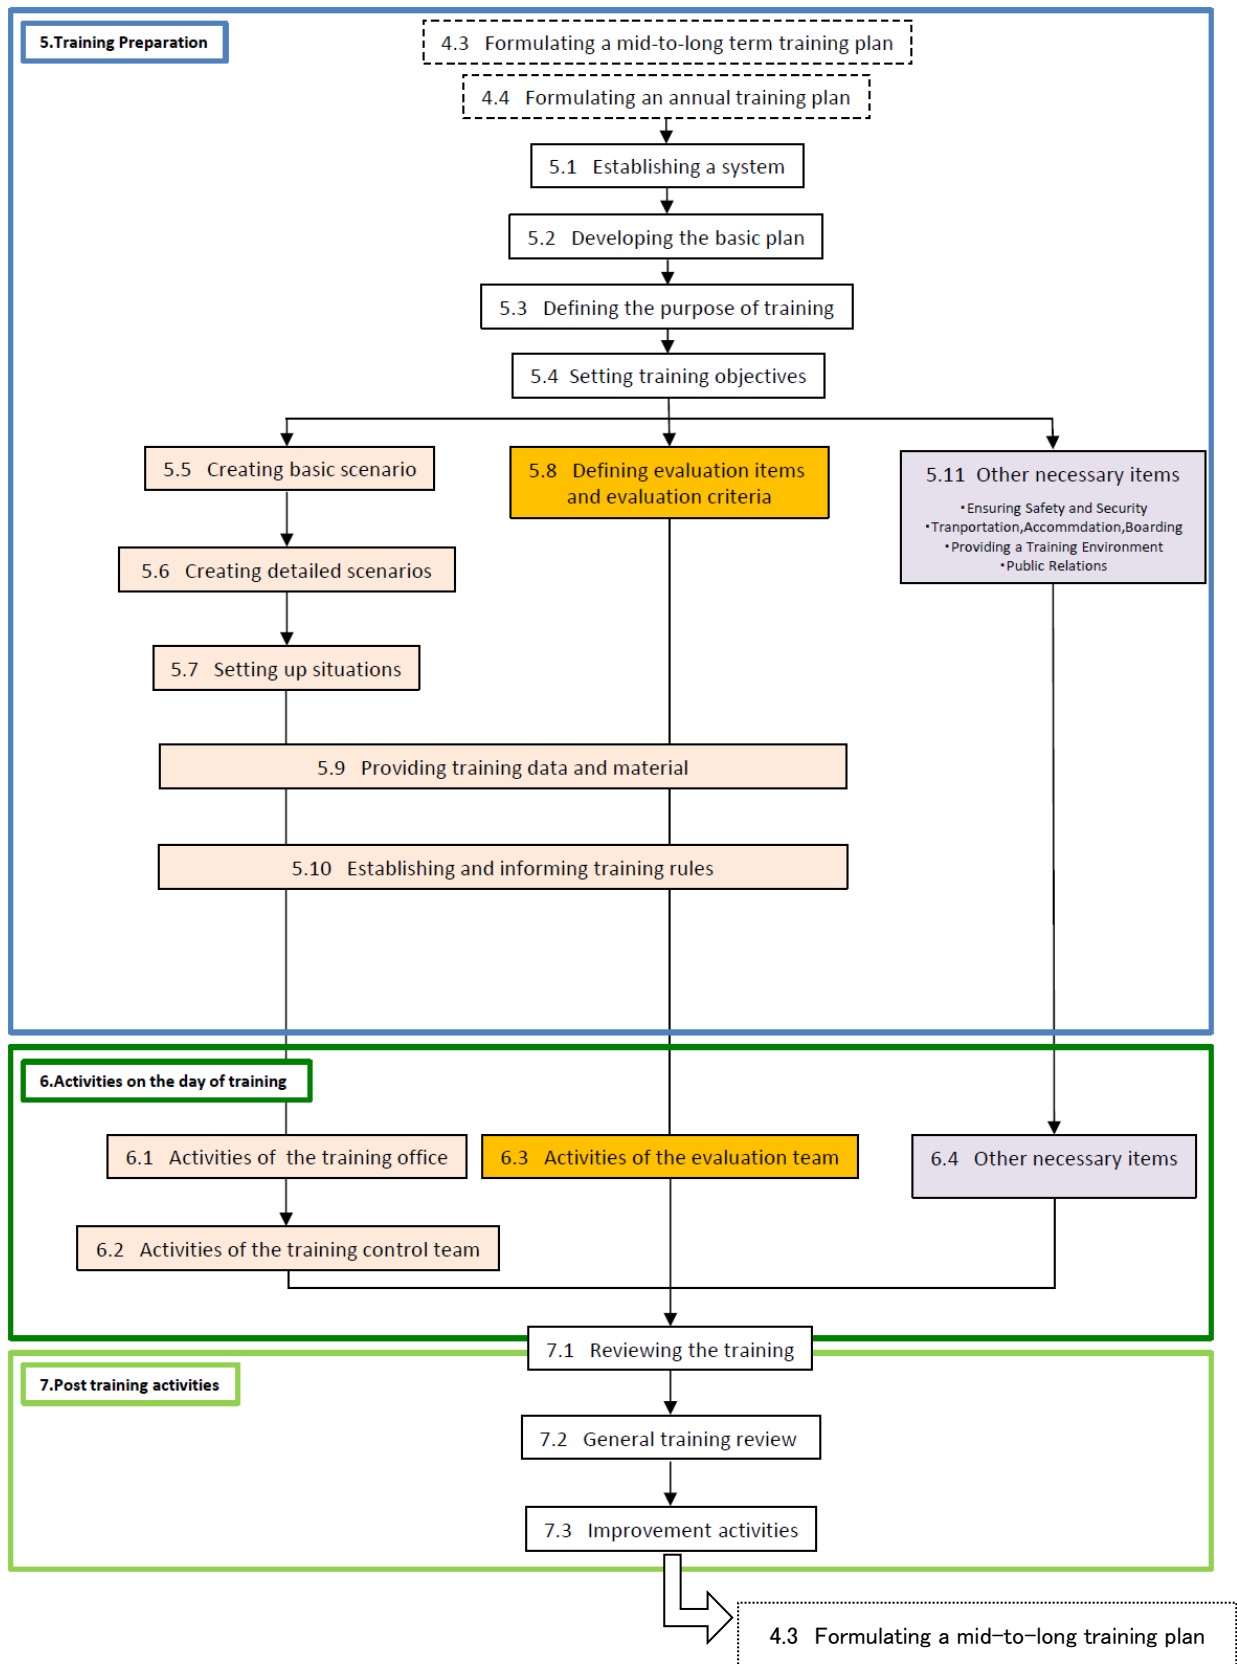 5.Training Preparation
4.3 Formulating a mid-to-long term training plan
4.4 Formulating an annual training plan
5.1 Establishing a system
5.2 Developing the basic plan
5.3 Defining the purpose of training
5.4 Setting training objectives
5.5 Creating basic scenario
5.8 Defining evaluation items
and evaluation criteria
5.11 Other necessary items
・Ensuring Safety and Security
・Tranportation,Accommdation,Boarding
・Providing a Training Environment
・Public Relations
5.6 Creating detailed scenarios
5.7 Setting up situations
5.9 Providing training data and material
5.10 Establishing and informing training rules
6.Activities on the day of training
6.1 Activities of the training office
6.3 Activities of the evaluation team
6.4 Other necessary items
6.2 Activities of the training control team
7.1 Reviewing the training
7.Post training activities
7.2 General training review
7.3 Improvement activities
4.3 Formulating a mid-to-long training plan